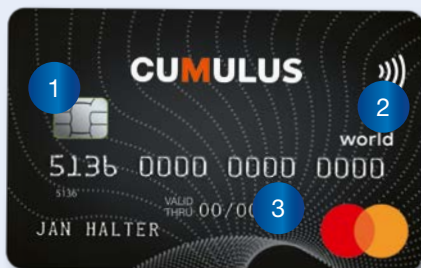 CUMULUS
1
2
world
5136 0000 0000 0000
5136
VALID
THRU 00/00
3
JAN HALTER